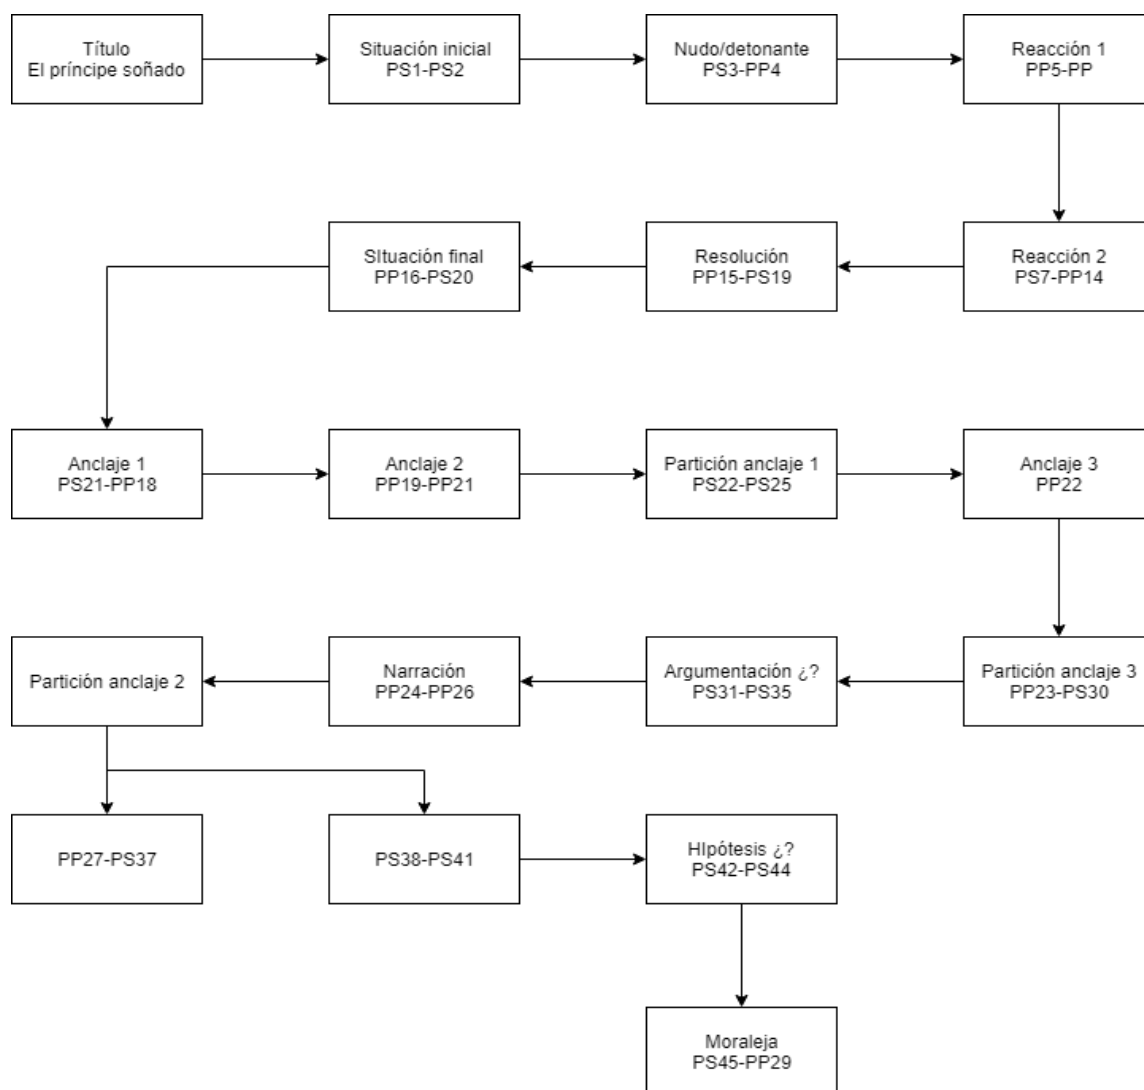 Título
El príncipe soñado
Situación inicial
PS1-PS2
Nudo/detonante
PS3-PP4
Reacción 1
PP5-PP
Reacción 2
PS7-PP14
Resolución
PP15-PS19
SItuación final
PP16-PS20
Anclaje 1
PS21-PP18
Anclaje 2
PP19-PP21
Partición anclaje 1
PS22-PS25
Anclaje 3
PP22
Partición anclaje 3
PP23-PS30
Argumentación ¿?
PS31-PS35
Narración
PP24-PP26
Partición anclaje 2
PP27-PS37
PS38-PS41
HIpótesis ¿?
PS42-PS44
Moraleja
PS45-PP29